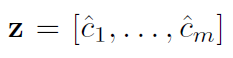 𝐳 = [ĉ₁, . . . , ĉₘ]